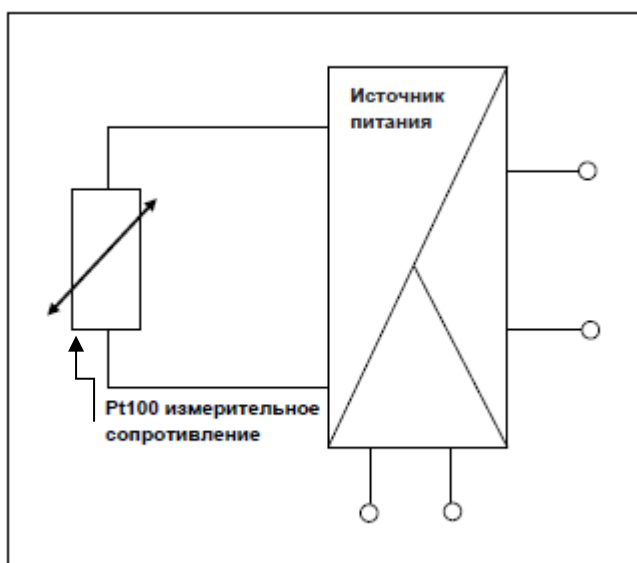 Источник
питания
Pt100 измерительное
сопротивление